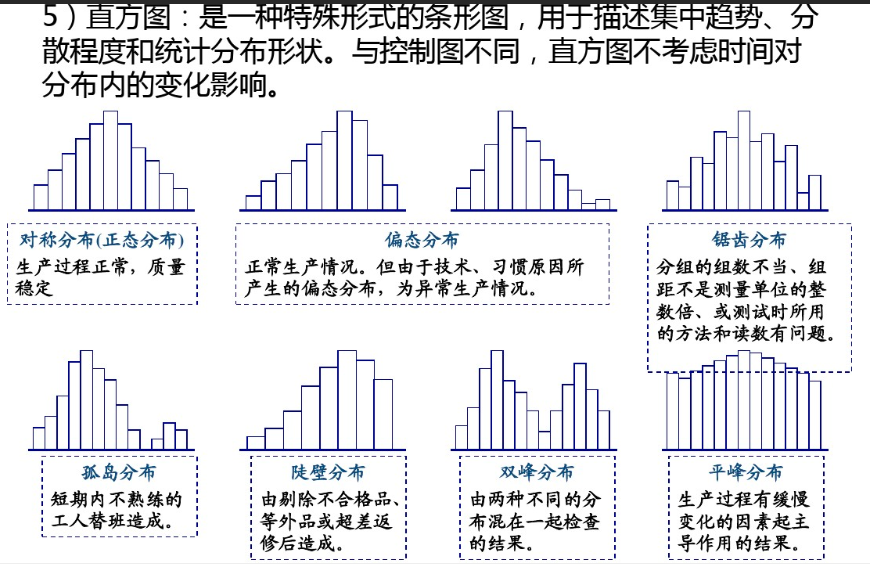 5）直方图：是一种特殊形式的条形图，用于描述集中趋势、分
散程度和统计分布形状。与控制图不同，直方图不考虑时间对
分布内的变化影响。
对称分布(正态分布)
生产过程正常，质量
稳定
偏态分布
正常生产情况。但由于技术、习惯原因所
产生的偏态分布，为异常生产情况。
锯齿分布
分组的组数不当、组
距不是测量单位的整
数倍、或测试时所用
的方法和读数有问题。
孤岛分布
短期内不熟练的
工人替班造成。
陡壁分布
由剔除不合格品、
等外品或超差返
修后造成。
双峰分布
由两种不同的分
布混在一起检查
的结果。
平峰分布
生产过程有缓慢
变化的因素起主
导作用的结果。